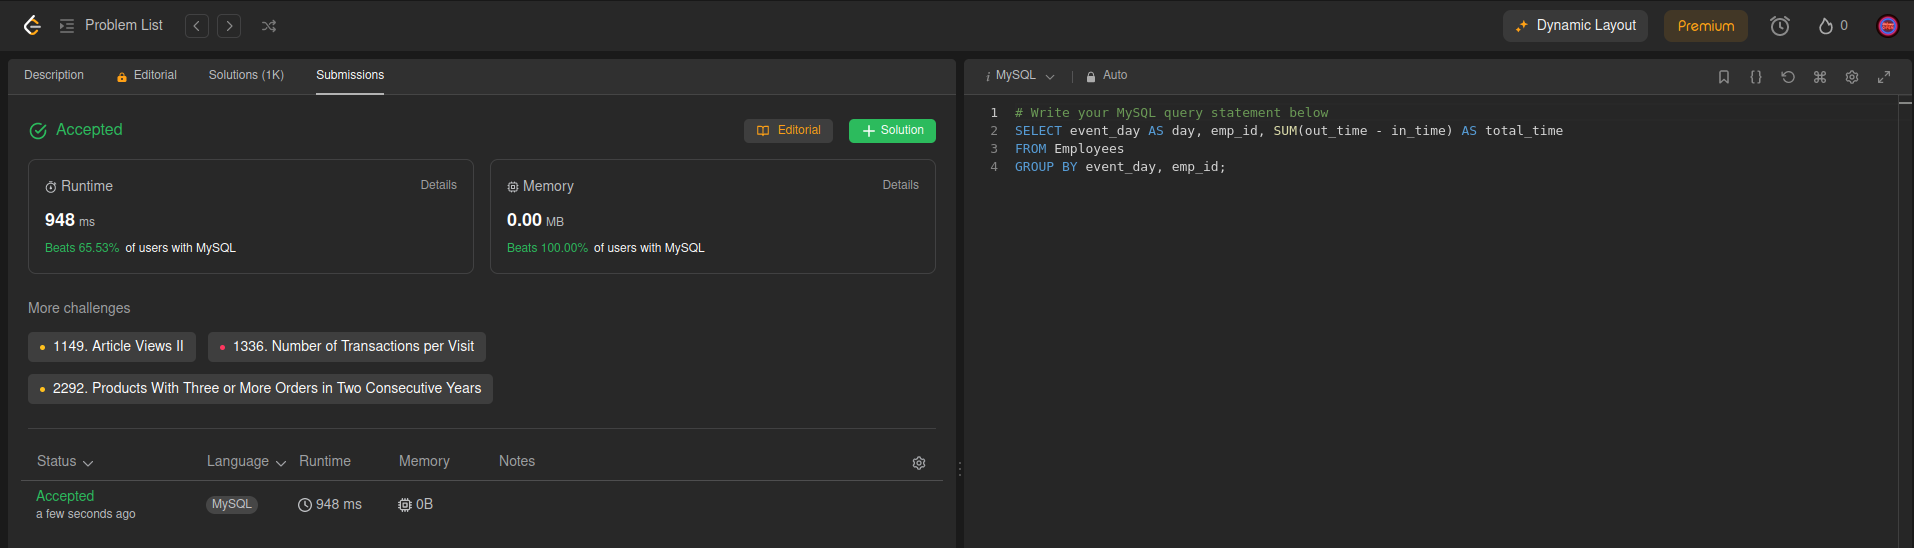 Problem List
Dynamic Layout
Premium
0
Description
Editorial
Solutions (1K)
Submissions
Accepted
Editorial
Solution
Runtime
Details
948 ms
Beats 65.53% of users with MySQL
Memory
Details
0.00 MB
Beats 100.00% of users with MySQL
More challenges
1149. Article Views II
1336. Number of Transactions per Visit
2292. Products With Three or More Orders in Two Consecutive Years
Status
Language
Runtime
Memory
Notes
Accepted
a few seconds ago
MySQL
948 ms
0B
i MySQL
Auto
{}
1 # Write your MySQL query statement below
2 SELECT event_day AS day, emp_id, SUM(out_time - in_time) AS total_time
3 FROM Employees
4 GROUP BY event_day, emp_id;